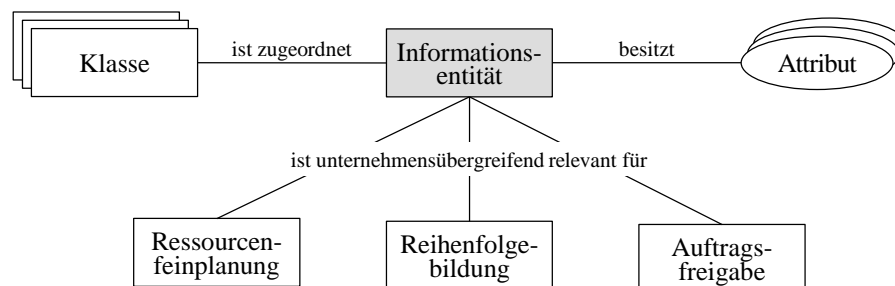 Klasse
ist zugeordnet
Informations-
entität
besitzt
Attribut
ist unternehmensübergreifend relevant für
Ressourcen-
feinplanung
Reihenfolge-
bildung
Auftrags-
freigabe